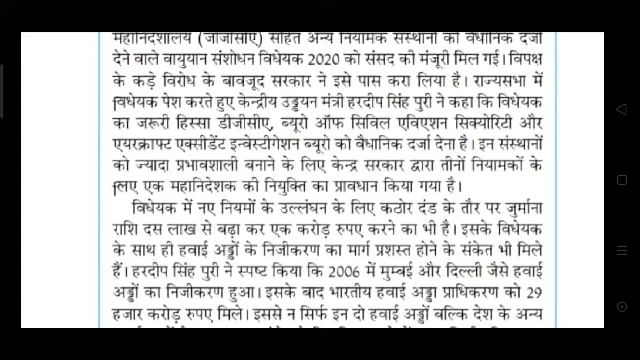 महानिदेशालय (जीजीसीए) सहित अन्य नियामक संस्थानों को वैधानिक दर्जा
देने वाले वायुयान संशोधन विधेयक 2020 को संसद की मंजूरी मिल गई। विपक्ष
के कड़े विरोध के बावजूद सरकार ने इसे पास करा लिया है। राज्यसभा में
विधेयक पेश करते हुए केन्द्रीय उड्डयन मंत्री हरदीप सिंह पुरी ने कहा कि विधेयक
का जरूरी हिस्सा डीजीसीए, ब्यूरो ऑफ सिविल एविएशन सिक्योरिटी और
एयरक्राफ्ट एक्सीडेंट इन्वेस्टीगेशन ब्यूरो को वैधानिक दर्जा देना है। इन संस्थानों
को ज्यादा प्रभावशाली बनाने के लिए केन्द्र सरकार द्वारा तीनों नियामकों के
लिए एक महानिदेशक की नियुक्ति का प्रावधान किया गया है।
विधेयक में नए नियमों के उल्लंघन के लिए कठोर दंड के तौर पर जुर्माना
राशि दस लाख से बढ़ा कर एक करोड़ रुपए करने का भी है। इसके विधेयक
के साथ ही हवाई अड्डों के निजीकरण का मार्ग प्रशस्त होने के संकेत भी मिले
हैं। हरदीप सिंह पुरी ने स्पष्ट किया कि 2006 में मुम्बई और दिल्ली जैसे हवाई
अड्डों का निजीकरण हुआ। इसके बाद भारतीय हवाई अड्डा प्राधिकरण को 29
हजार करोड़ रुपए मिले। इससे न सिर्फ इन दो हवाई अड्डों बल्कि देश के अन्य